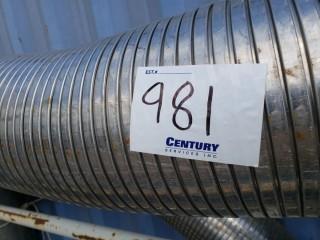 EST.#
981
CENTURY
SERVICES INC.